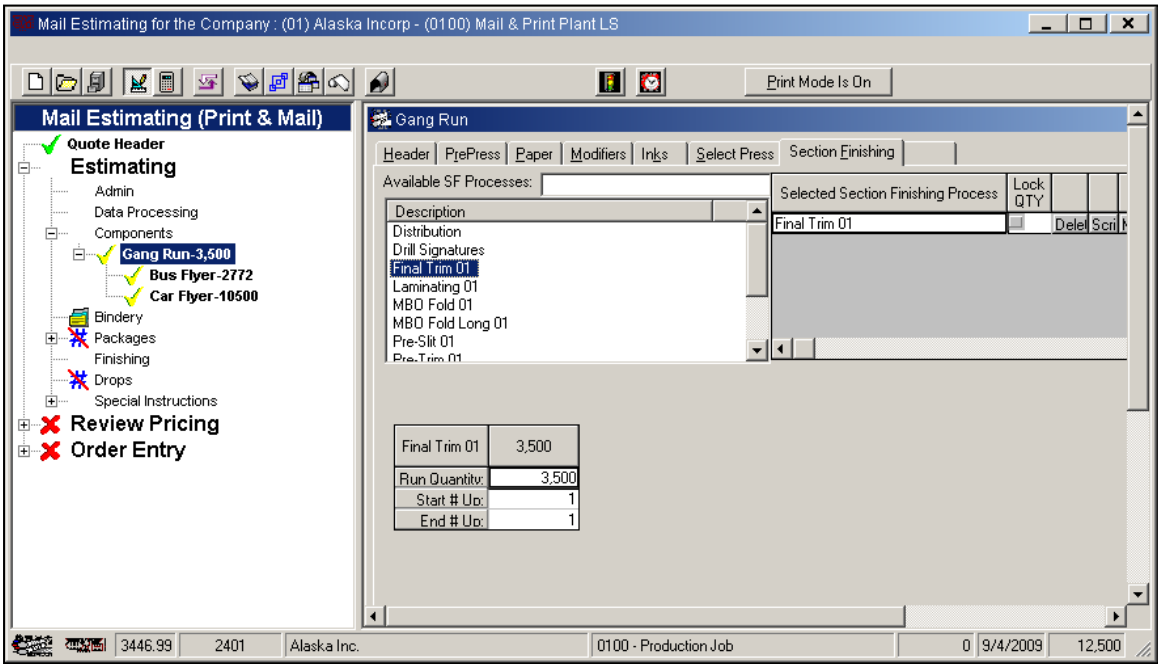 Mail Estimating for the Company : (01) Alaska Incorp - (0100) Mail & Print Plant LS
Print Mode Is On
Mail Estimating (Print & Mail)
Quote Header
Estimating
Admin
Data Processing
Components
Gang Run-3,500
Bus Flyer-2772
Car Flyer-10500
Bindery
Packages
Finishing
Drops
Special Instructions
Review Pricing
Order Entry
Gang Run
Header PrePress Paper Modifiers Inks Select Press Section Finishing
Available SF Processes:
Description
Distribution
Drill Signatures
Final Trim 01
Laminating 01
MBO Fold 01
MBO Fold Long 01
Pre-Slit 01
Pre-Trim 01
Selected Section Finishing Process Lock QTY
Final Trim 01 Delet Scri
Final Trim 01 3,500
Run Quantity: 3,500
Start # Up: 1
End # Up: 1
3446.99 2401 Alaska Inc. 0100 - Production Job 0 9/4/2009 12,500